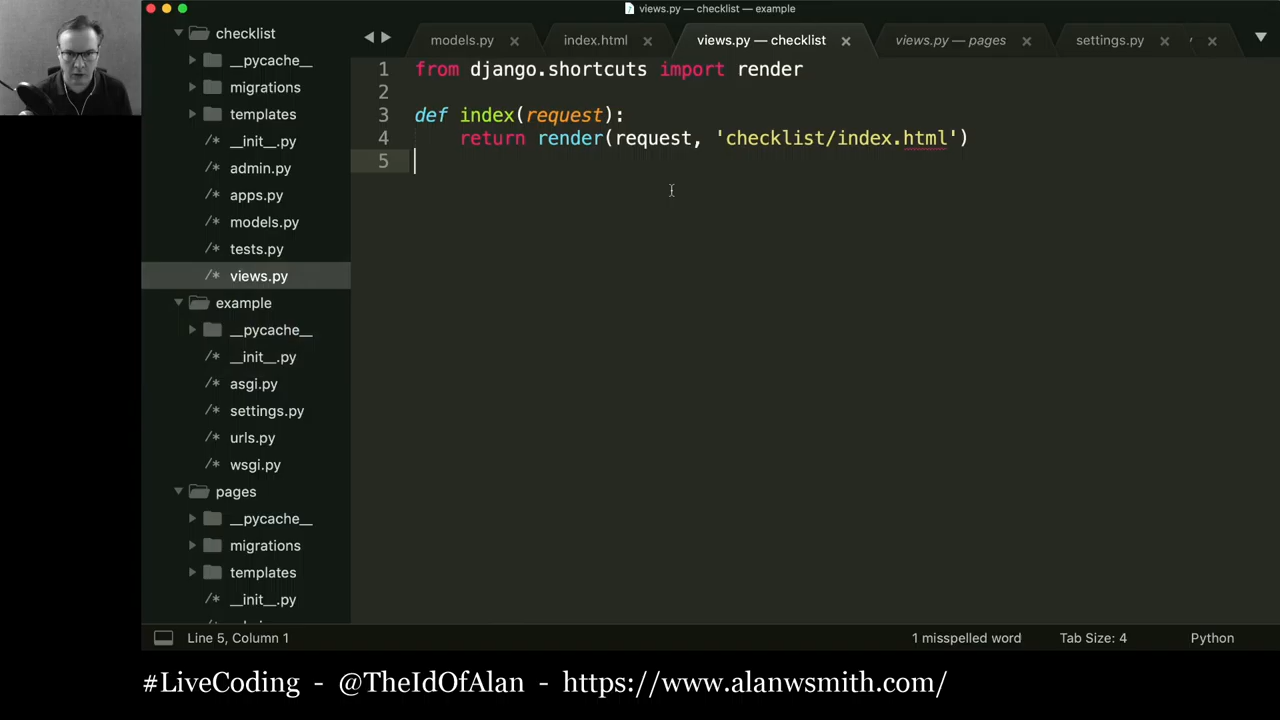 views.py — checklist — example
checklist
__pycache__
migrations
templates
/* __init__.py
/* admin.py
/* apps.py
/* models.py
/* tests.py
/* views.py
example
__pycache__
/* __init__.py
/* asgi.py
/* settings.py
/* urls.py
/* wsgi.py
pages
__pycache__
migrations
templates
/* __init__.py
models.py
index.html
views.py — checklist
views.py — pages
settings.py
1 from django.shortcuts import render
2
3 def index(request):
4 return render(request, 'checklist/index.html')
5
Line 5, Column 1
1 misspelled word
Tab Size: 4
Python
#LiveCoding - @TheIdOfAlan - https://www.alanwsmith.com/